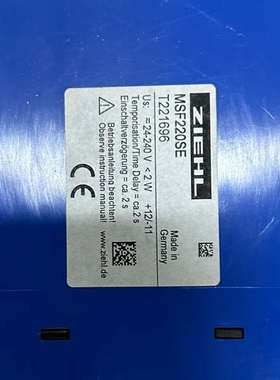 ZIEHL
MSF220SE
T221696
Made in
Germany
Us: = 24-240 V < 2 W +12/-11
Temporisation/Time Delay = ca.2 s
Einschaltverzögerung = ca. 2 s
Betriebsanleitung beachten!
Observe instruction manual!
www.ziehl.de
CE